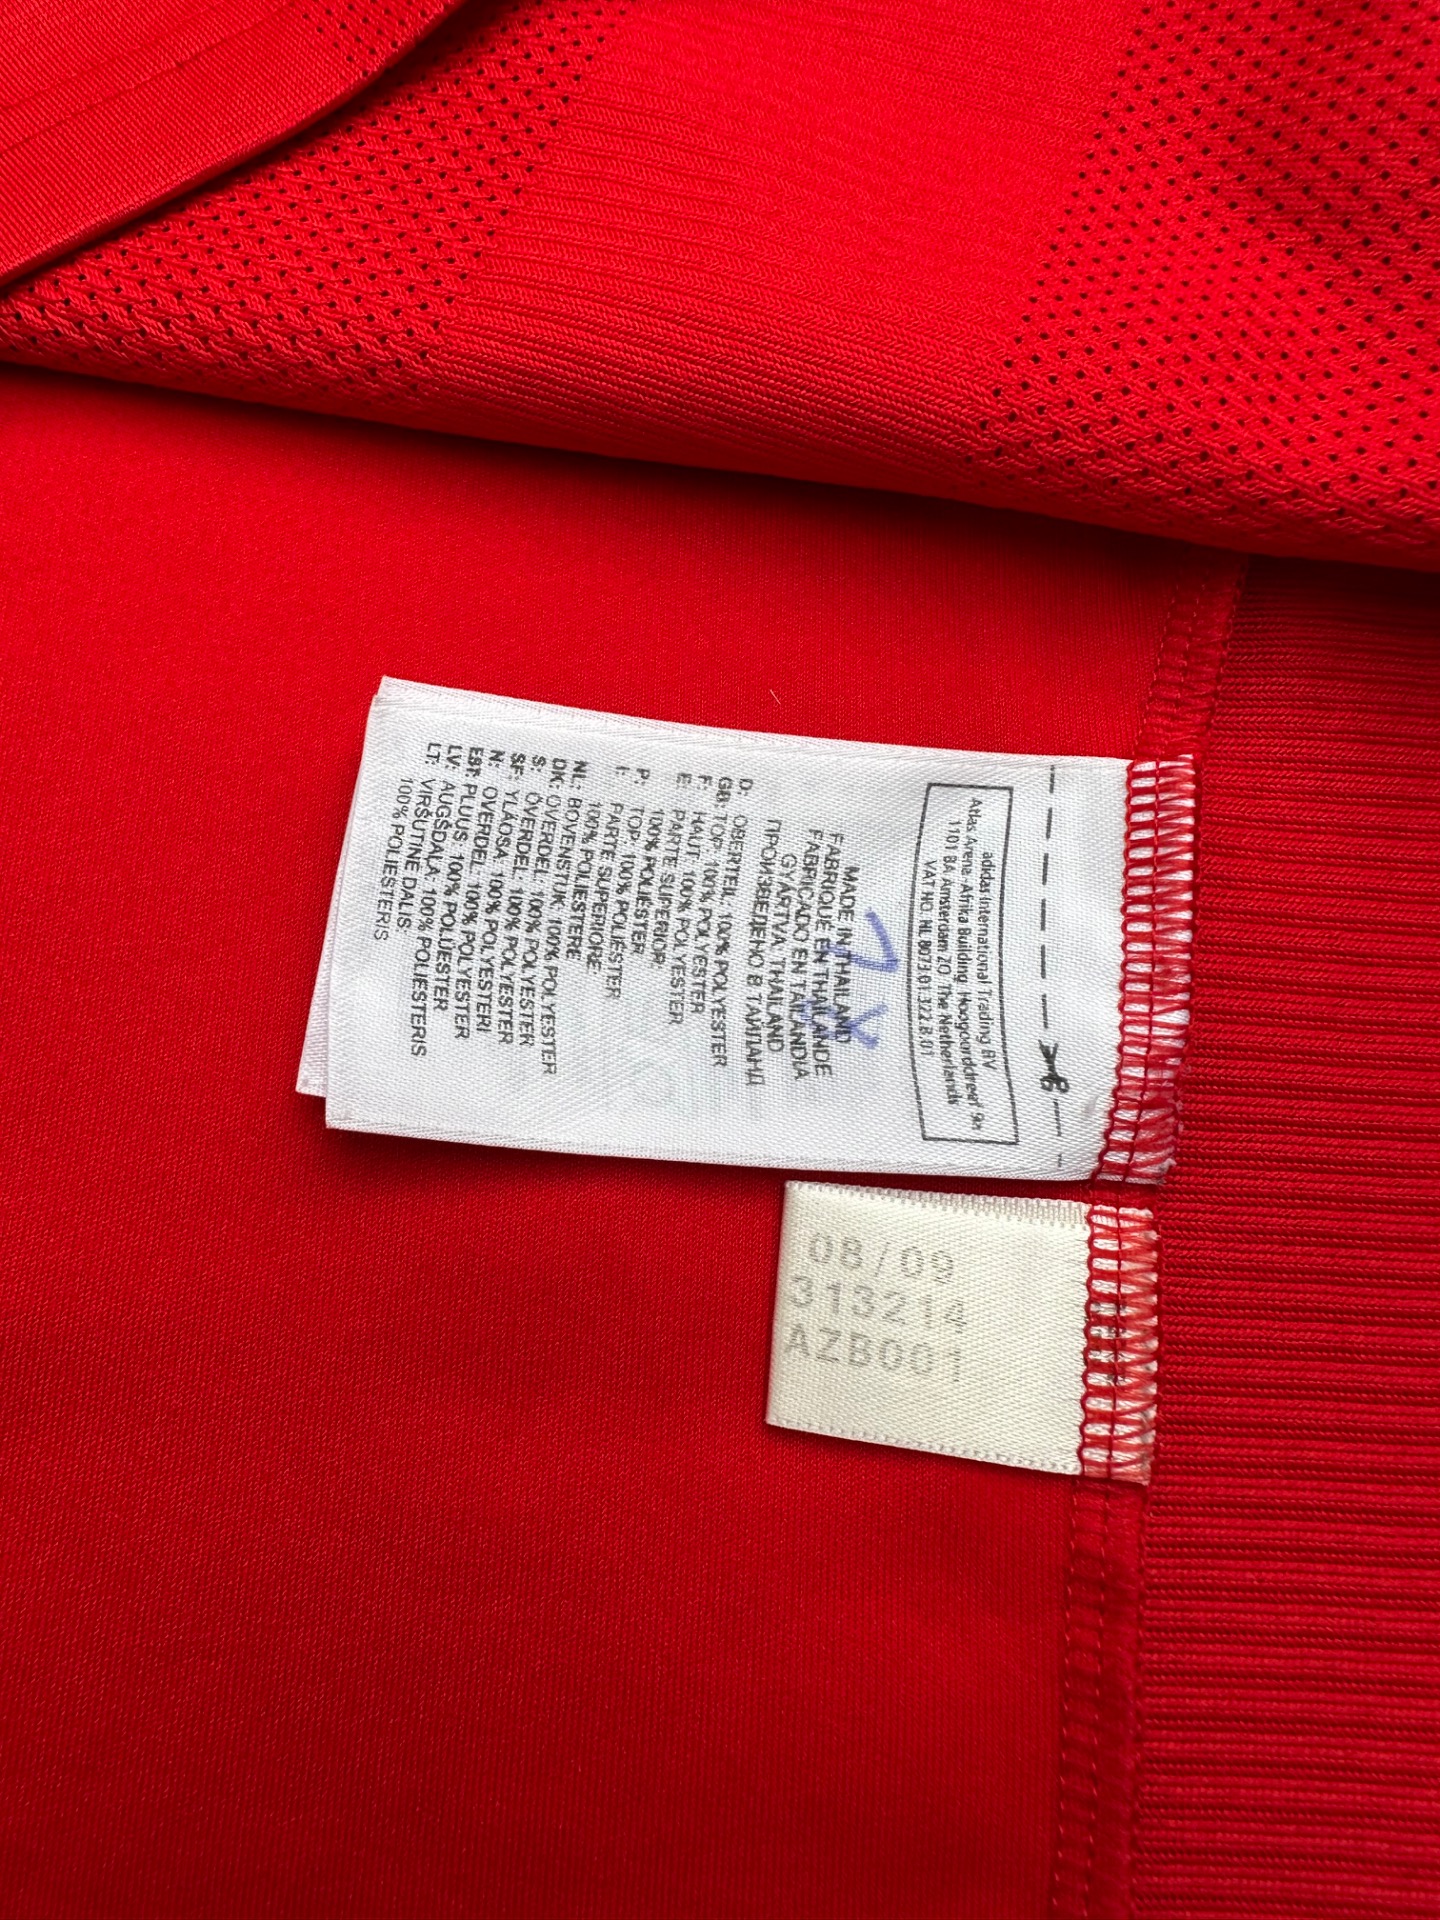 adidas International Trading BV
Atlas Arena-Afrika Building, Hoogoorddreef 9a
1101 BA Amsterdam ZO, The Netherlands
VAT NO. NL 8073.01.322.B.01
MADE IN THAILAND
FABRIQUÉ EN THAILANDE
FABRICADO EN TAILANDIA
GYÁRTVA THAILAND
ПРОИЗВЕДЕНО В ТАИЛАНД
D: OBERTEIL: 100% POLYESTER
GB: TOP: 100% POLYESTER
F: HAUT: 100% POLYESTER
E: PARTE SUPERIOR:
100% POLIÉSTER
P: TOP: 100% POLIÉSTER
I: PARTE SUPERIORE:
100% POLIESTERE
NL: BOVENSTUK: 100% POLYESTER
DK: OVERDEL: 100% POLYESTER
S: ÖVERDEL: 100% POLYESTER
SF: YLÄOSA: 100% POLYESTERI
N: OVERDEL: 100% POLYESTER
EST: PLUUS: 100% POLÜESTER
LV: AUGŠDAĻA: 100% POLIESTERIS
LT: VIRŠUTINĖ DALIS:
100% POLIESTERIS
08/09
313214
AZB001